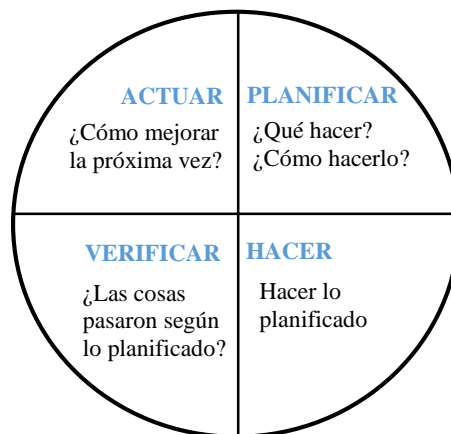 ACTUAR
¿Cómo mejorar
la próxima vez?
PLANIFICAR
¿Qué hacer?
¿Cómo hacerlo?
VERIFICAR
¿Las cosas
pasaron según
lo planificado?
HACER
Hacer lo
planificado